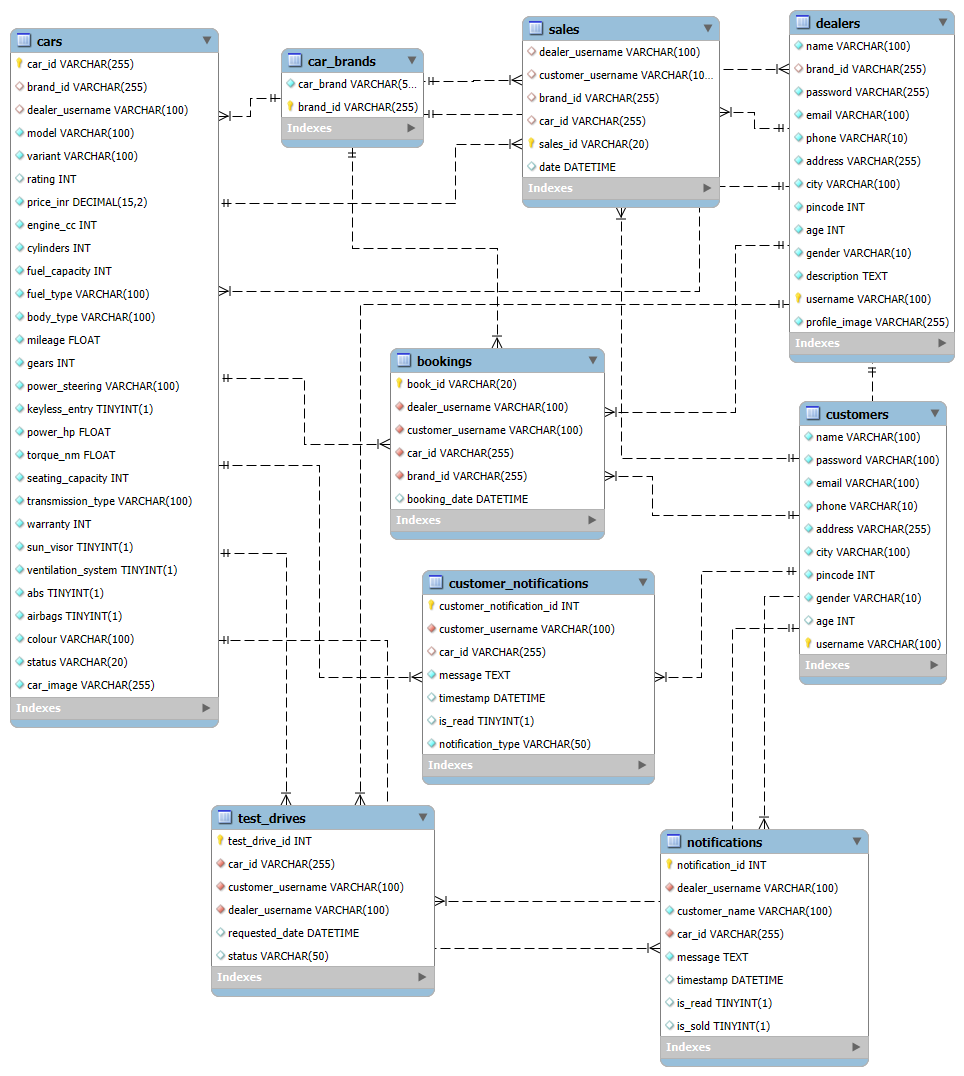 cars
car_id VARCHAR(255)
brand_id VARCHAR(255)
dealer_username VARCHAR(100)
model VARCHAR(100)
variant VARCHAR(100)
rating INT
price_inr DECIMAL(15,2)
engine_cc INT
cylinders INT
fuel_capacity INT
fuel_type VARCHAR(100)
body_type VARCHAR(100)
mileage FLOAT
gears INT
power_steering VARCHAR(100)
keyless_entry TINYINT(1)
power_hp FLOAT
torque_nm FLOAT
seating_capacity INT
transmission_type VARCHAR(100)
warranty INT
sun_visor TINYINT(1)
ventilation_system TINYINT(1)
abs TINYINT(1)
airbags TINYINT(1)
colour VARCHAR(100)
status VARCHAR(20)
car_image VARCHAR(255)
Indexes
car_brands
car_brand VARCHAR(5...
brand_id VARCHAR(255)
Indexes
sales
dealer_username VARCHAR(100)
customer_username VARCHAR(10...
brand_id VARCHAR(255)
car_id VARCHAR(255)
sales_id VARCHAR(20)
date DATETIME
Indexes
dealers
name VARCHAR(100)
brand_id VARCHAR(255)
password VARCHAR(255)
email VARCHAR(100)
phone VARCHAR(10)
address VARCHAR(255)
city VARCHAR(100)
pincode INT
age INT
gender VARCHAR(10)
description TEXT
username VARCHAR(100)
profile_image VARCHAR(255)
Indexes
bookings
book_id VARCHAR(20)
dealer_username VARCHAR(100)
customer_username VARCHAR(100)
car_id VARCHAR(255)
brand_id VARCHAR(255)
booking_date DATETIME
Indexes
customers
name VARCHAR(100)
password VARCHAR(100)
email VARCHAR(100)
phone VARCHAR(10)
address VARCHAR(255)
city VARCHAR(100)
pincode INT
gender VARCHAR(10)
age INT
username VARCHAR(100)
Indexes
customer_notifications
customer_notification_id INT
customer_username VARCHAR(100)
car_id VARCHAR(255)
message TEXT
timestamp DATETIME
is_read TINYINT(1)
notification_type VARCHAR(50)
Indexes
test_drives
test_drive_id INT
car_id VARCHAR(255)
customer_username VARCHAR(100)
dealer_username VARCHAR(100)
requested_date DATETIME
status VARCHAR(50)
Indexes
notifications
notification_id INT
dealer_username VARCHAR(100)
customer_name VARCHAR(100)
car_id VARCHAR(255)
message TEXT
timestamp DATETIME
is_read TINYINT(1)
is_sold TINYINT(1)
Indexes